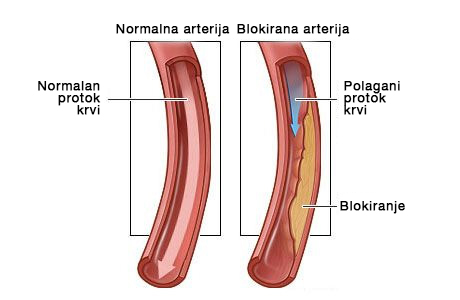 Normalna arterija
Blokirana arterija
Normalan
protok
krvi
Polagani
protok
krvi
Blokiranje